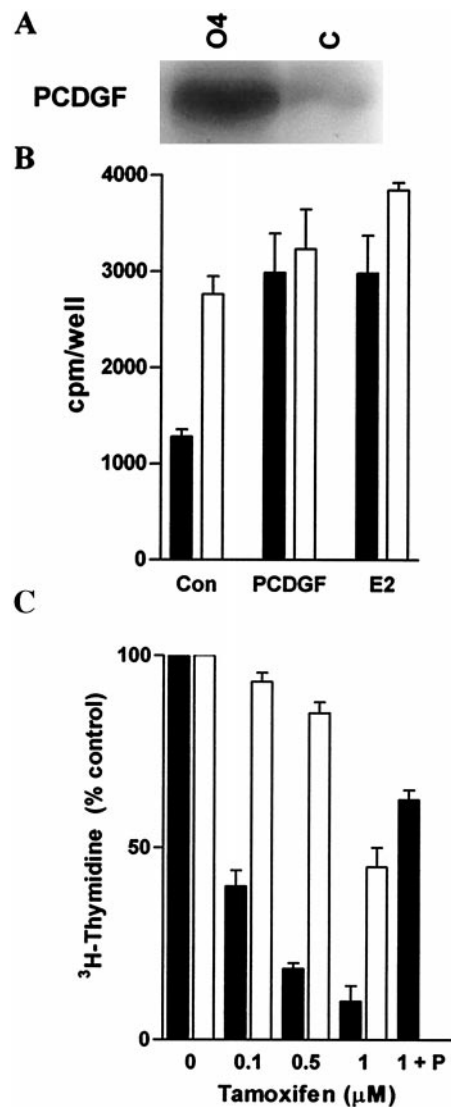 A
O4 C
PCDGF
B
4000
3000
2000
1000
0
cpm/well
Con PCDGF E2
C
100
50
0
³H-Thymidine (% control)
0 0.1 0.5 1 1 + P
Tamoxifen (μM)